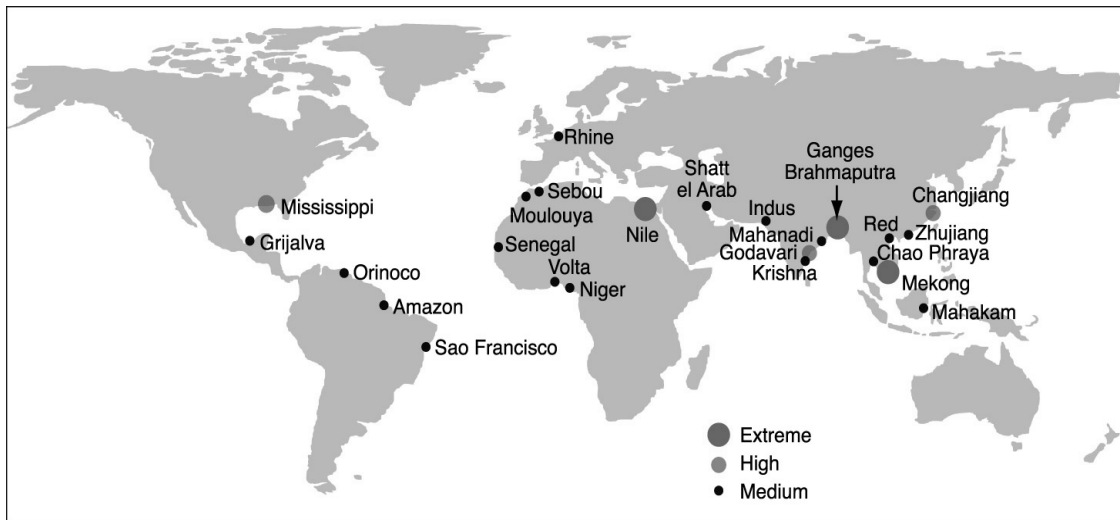 Rhine
Ganges
Brahmaputra
Shatt
el Arab
Sebou
Moulouya
Changjiang
Mississippi
Indus
Nile
Mahanadi
Red
Zhujiang
Grijalva
Senegal
Godavari
Chao Phraya
Volta
Krishna
Orinoco
Niger
Mekong
Amazon
Mahakam
Sao Francisco
Extreme
High
Medium